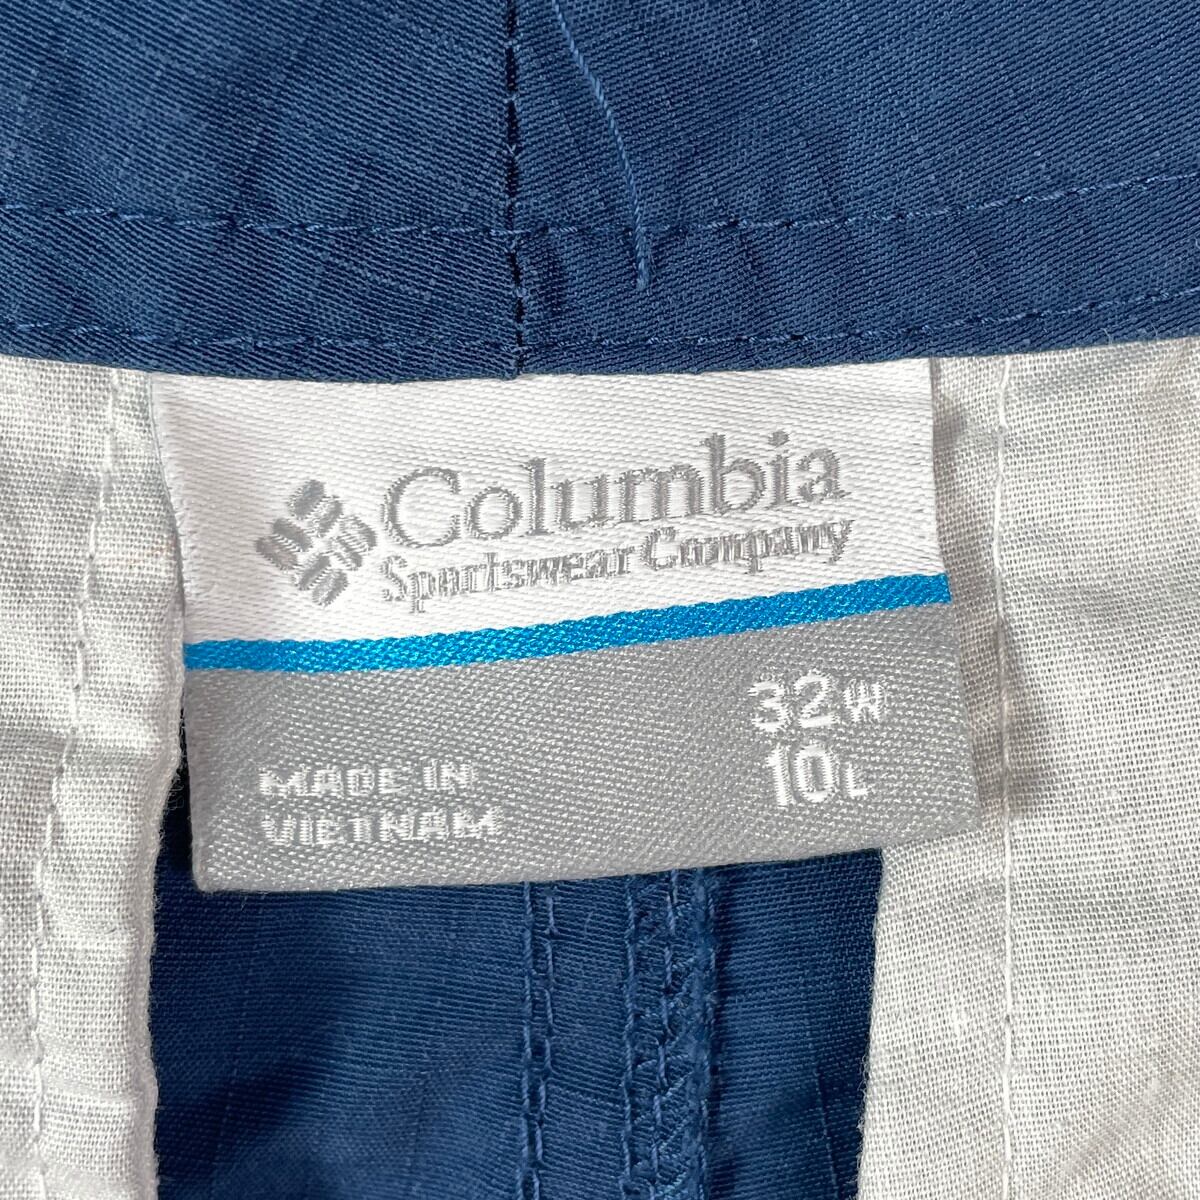 Columbia
Sportswear Company
32W
10L
MADE IN
VIETNAM